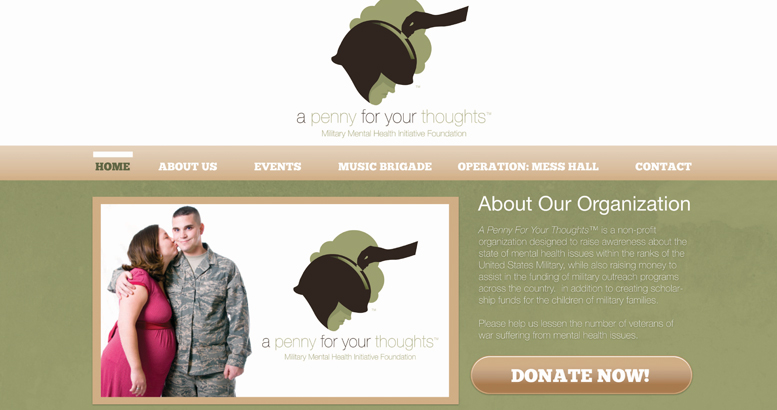 a penny for your thoughts™
Military Mental Health Initiative Foundation
HOME ABOUT US EVENTS MUSIC BRIGADE OPERATION: MESS HALL CONTACT
a penny for your thoughts™
Military Mental Health Initiative Foundation
About Our Organization
A Penny For Your Thoughts™ is a non-profit
organization designed to raise awareness about the
state of mental health issues within the ranks of the
United States Military, while also raising money to
assist in the funding of military outreach programs
across the country, in addition to creating scholar-
ship funds for the children of military families.
Please help us lessen the number of veterans of
war suffering from mental health issues.
DONATE NOW!